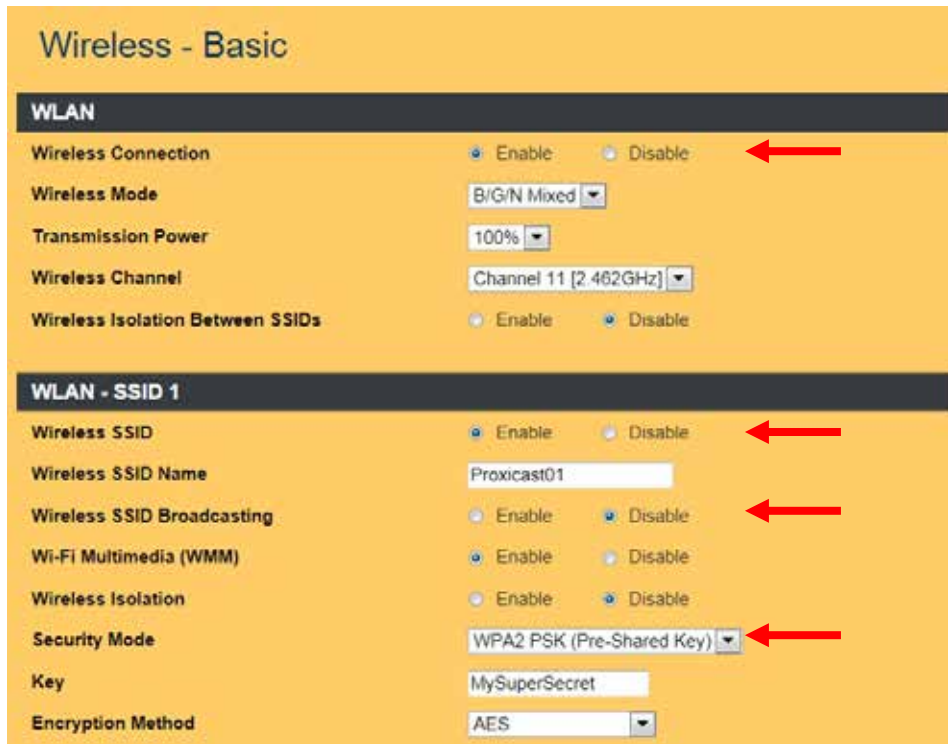 Wireless - Basic
WLAN
Wireless Connection Enable Disable
Wireless Mode B/G/N Mixed
Transmission Power 100%
Wireless Channel Channel 11 [2.462GHz]
Wireless Isolation Between SSIDs Enable Disable
WLAN - SSID 1
Wireless SSID Enable Disable
Wireless SSID Name Proxicast01
Wireless SSID Broadcasting Enable Disable
Wi-Fi Multimedia (WMM) Enable Disable
Wireless Isolation Enable Disable
Security Mode WPA2 PSK (Pre-Shared Key)
Key MySuperSecret
Encryption Method AES